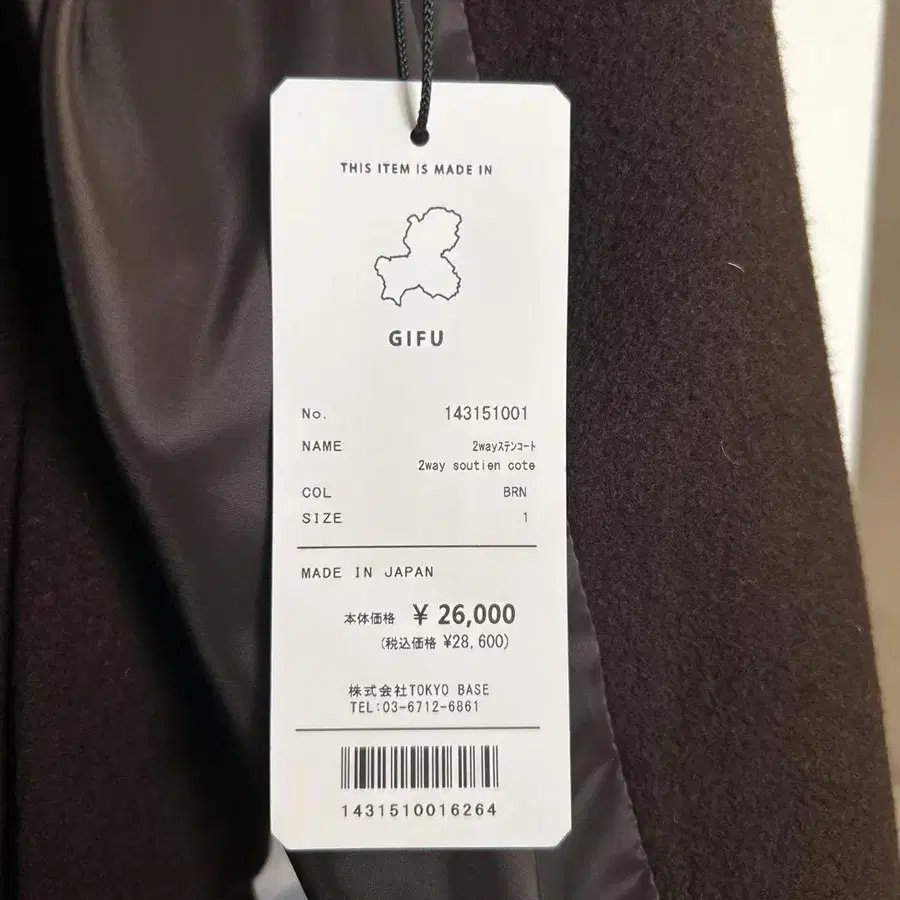 THIS ITEM IS MADE IN
GIFU
No. 143151001
NAME 2wayステンコート
2way soutien cote
COL BRN
SIZE 1
MADE IN JAPAN
本体価格 ¥ 26,000
(税込価格 ¥28,600)
株式会社TOKYO BASE
TEL:03-6712-6861
1431510016264